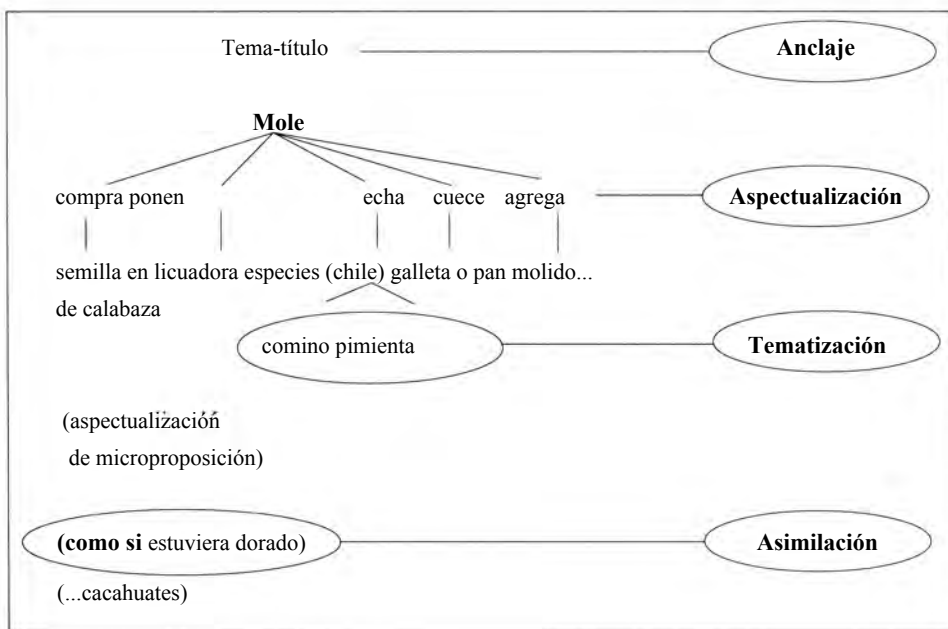 Tema-título Anclaje
Mole
compra ponen echa cuece agrega Aspectualización
semilla en licuadora especies (chile) galleta o pan molido...
de calabaza
comino pimienta Tematización
(aspectualización
de microproposición)
(como si estuviera dorado) Asimilación
(...cacahuates)